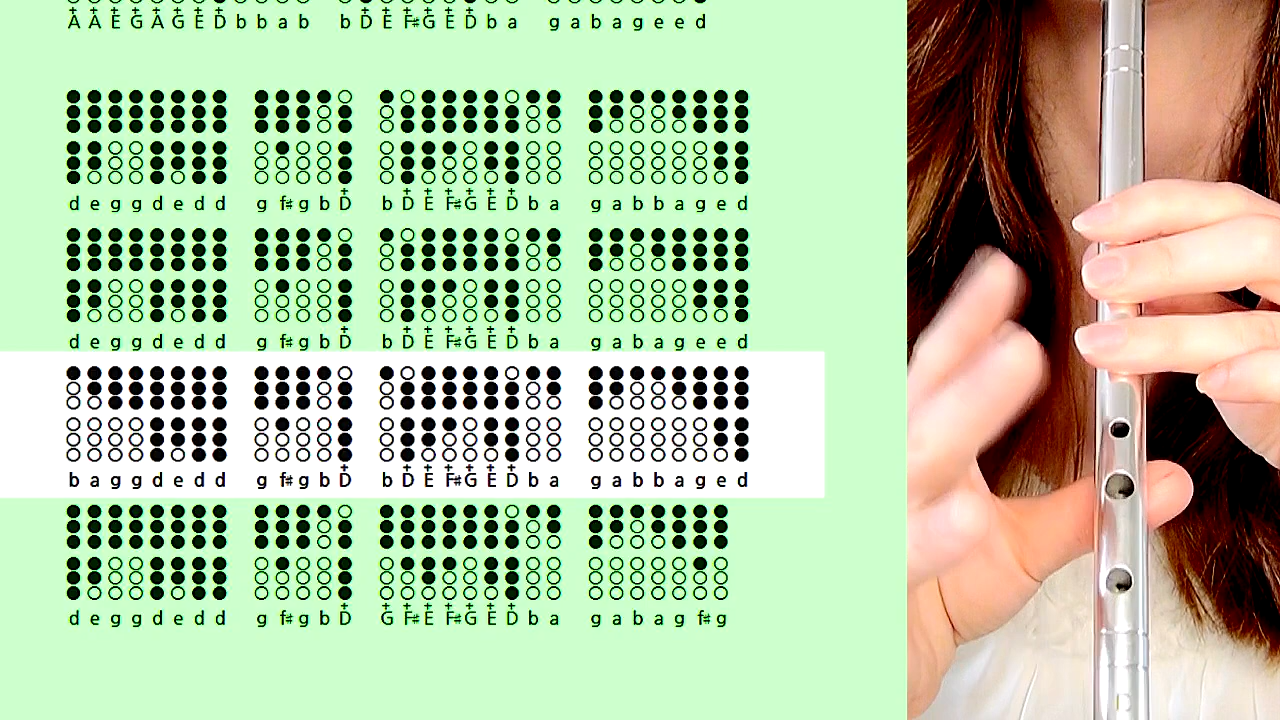 A A E G A G E D b b a b b D E F♯ G E D b a g a b a g e e d
d e g g d e d d g f♯ g b D b D E F♯ G E D b a g a b b a g e d
d e g g d e d d g f♯ g b D b D E F♯ G E D b a g a b a g e e d
b a g g d e d d g f♯ g b D b D E F♯ G E D b a g a b b a g e d
d e g g d e d d g f♯ g b D G F♯ E F♯ G E D b a g a b a g f♯ g